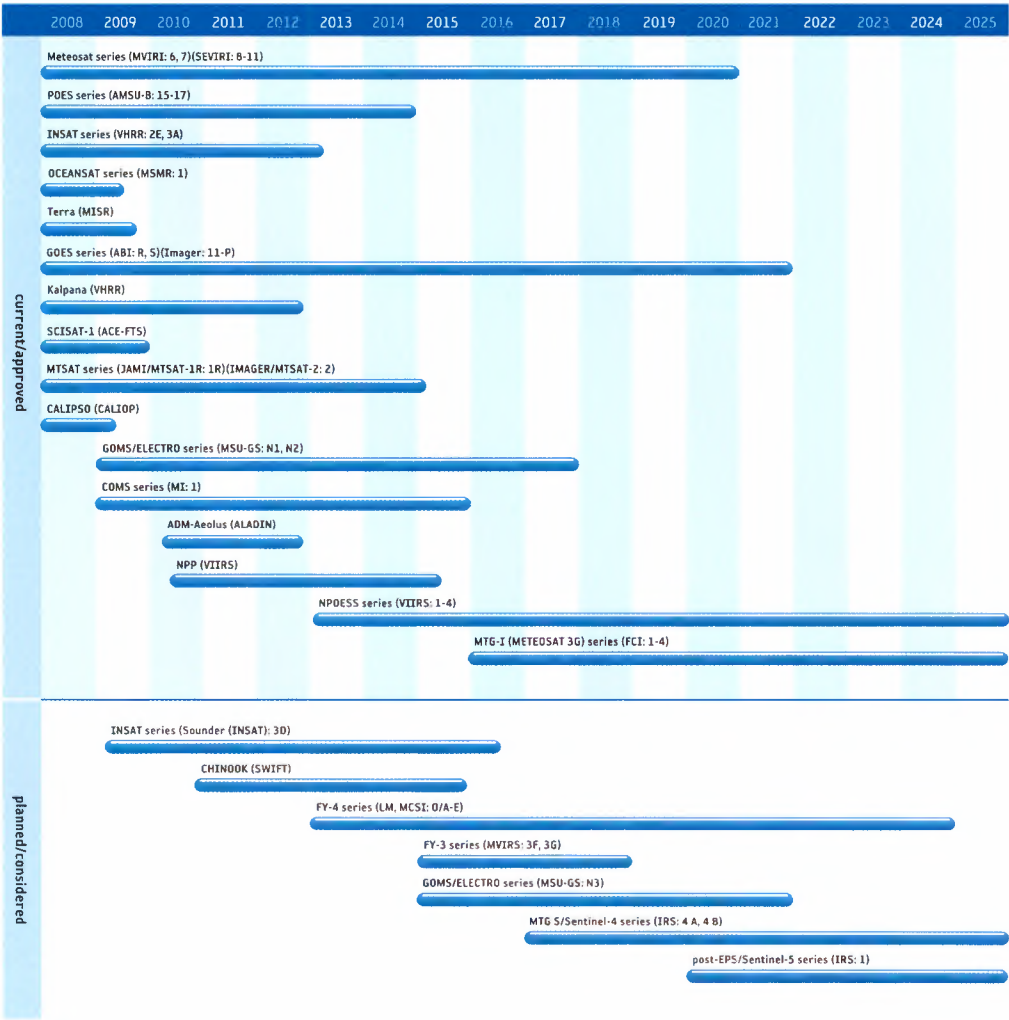 2008 2009 2010 2011 2012 2013 2014 2015 2016 2017 2018 2019 2020 2021 2022 2023 2024 2025
current/approved
Meteosat series (MVIRI: 6, 7)(SEVIRI: 8-11)
POES series (AMSU-B: 15-17)
INSAT series (VHRR: 2E, 3A)
OCEANSAT series (MSMR: 1)
Terra (MISR)
GOES series (ABI: R, S)(Imager: 11-P)
Kalpana (VHRR)
SCISAT-1 (ACE-FTS)
MTSAT series (JAMI/MTSAT-1R: 1R)(IMAGER/MTSAT-2: 2)
CALIPSO (CALIOP)
GOMS/ELECTRO series (MSU-GS: N1, N2)
COMS series (MI: 1)
ADM-Aeolus (ALADIN)
NPP (VIIRS)
NPOESS series (VIIRS: 1-4)
MTG-I (METEOSAT 3G) series (FCI: 1-4)
planned/considered
INSAT series (Sounder (INSAT): 3D)
CHINOOK (SWIFT)
FY-4 series (LM, MCSI: O/A-E)
FY-3 series (MVIRS: 3F, 3G)
GOMS/ELECTRO series (MSU-GS: N3)
MTG S/Sentinel-4 series (IRS: 4 A, 4 B)
post-EPS/Sentinel-5 series (IRS: 1)